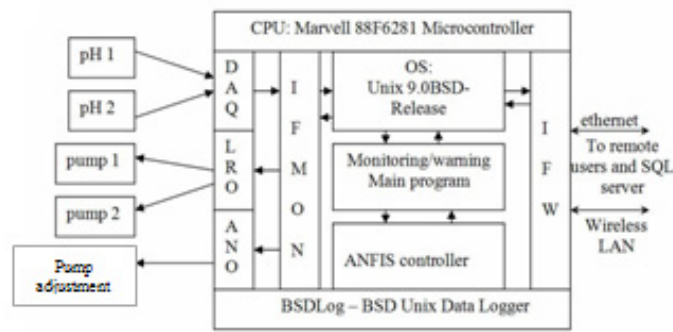 CPU: Marvell 88F6281 Microcontroller
pH 1
pH 2
pump 1
pump 2
Pump
adjustment
D
A
Q
L
R
O
A
N
O
I
F
M
O
N
OS:
Unix 9.0BSD-
Release
Monitoring/warning
Main program
ANFIS controller
I
F
W
ethernet
To remote
users and SQL
server
Wireless
LAN
BSDLog – BSD Unix Data Logger